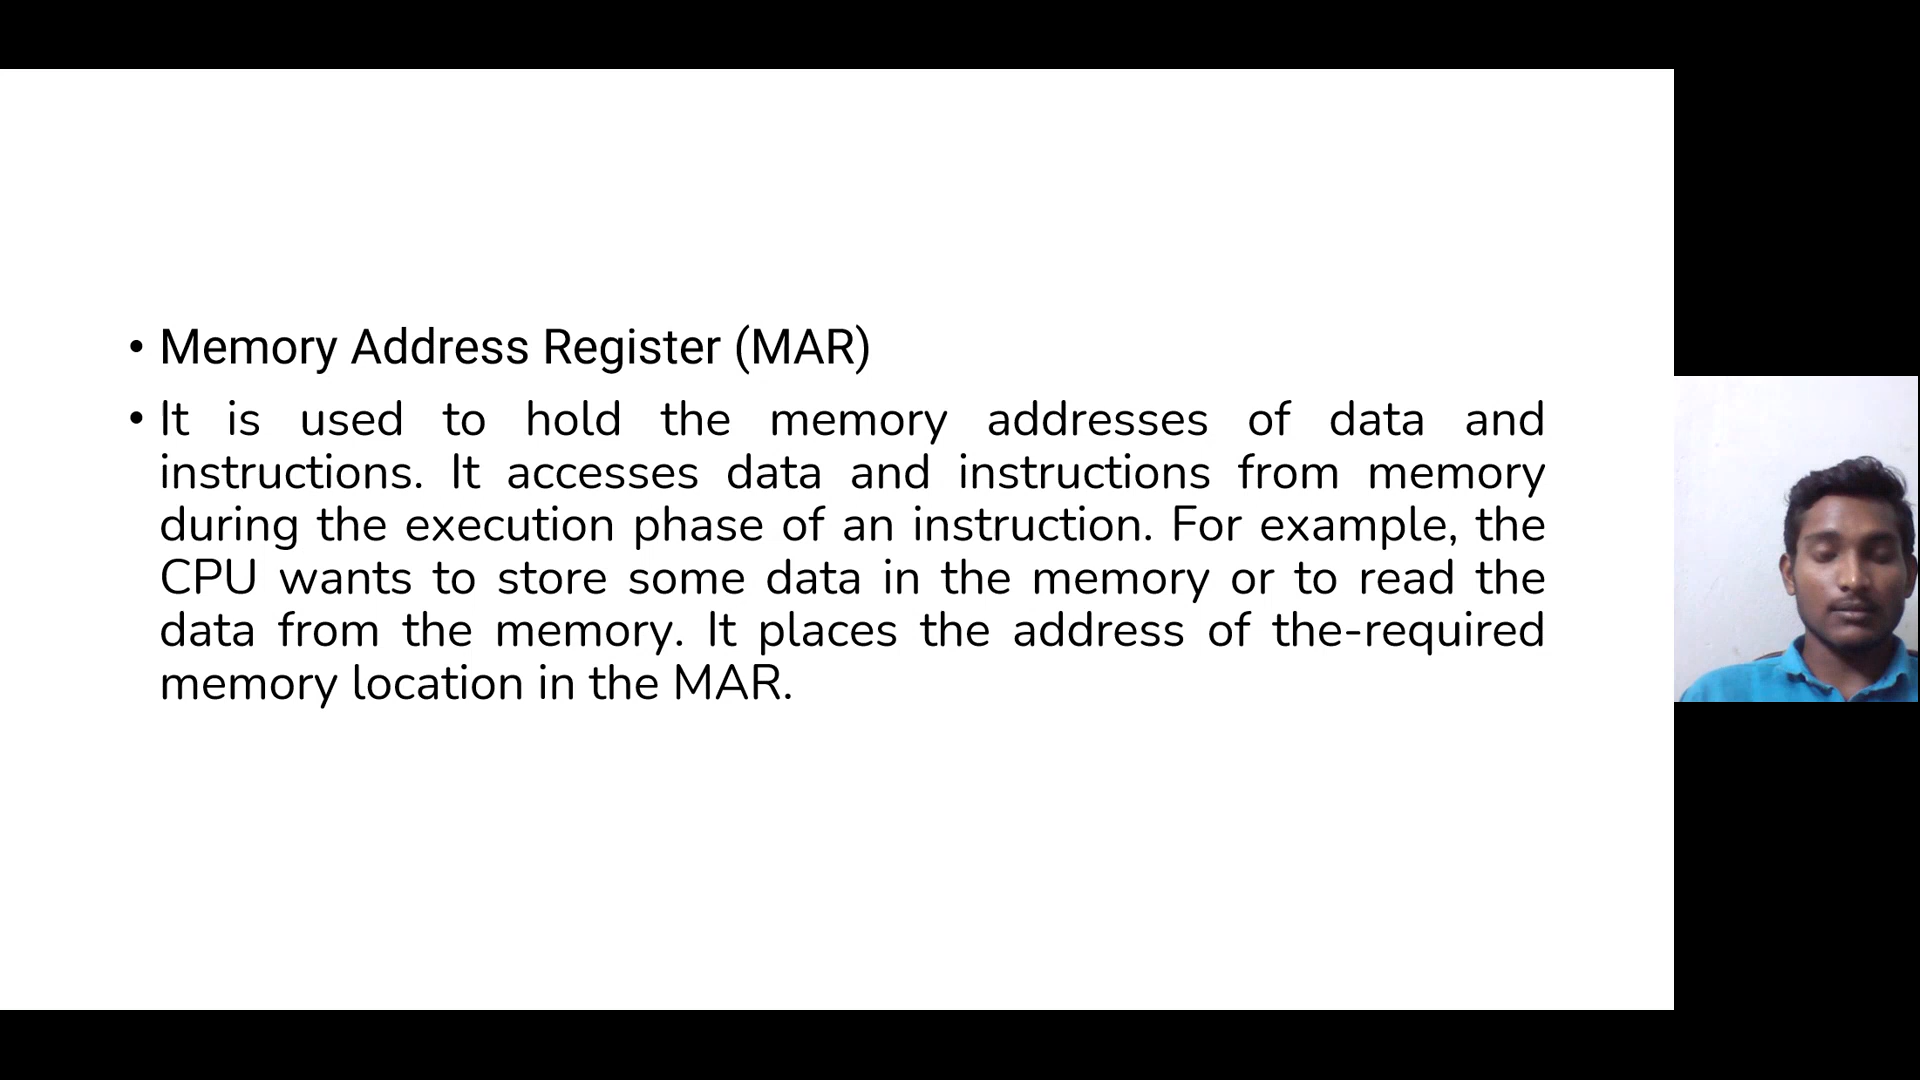 • Memory Address Register (MAR)
• It is used to hold the memory addresses of data and
instructions. It accesses data and instructions from memory
during the execution phase of an instruction. For example, the
CPU wants to store some data in the memory or to read the
data from the memory. It places the address of the-required
memory location in the MAR.